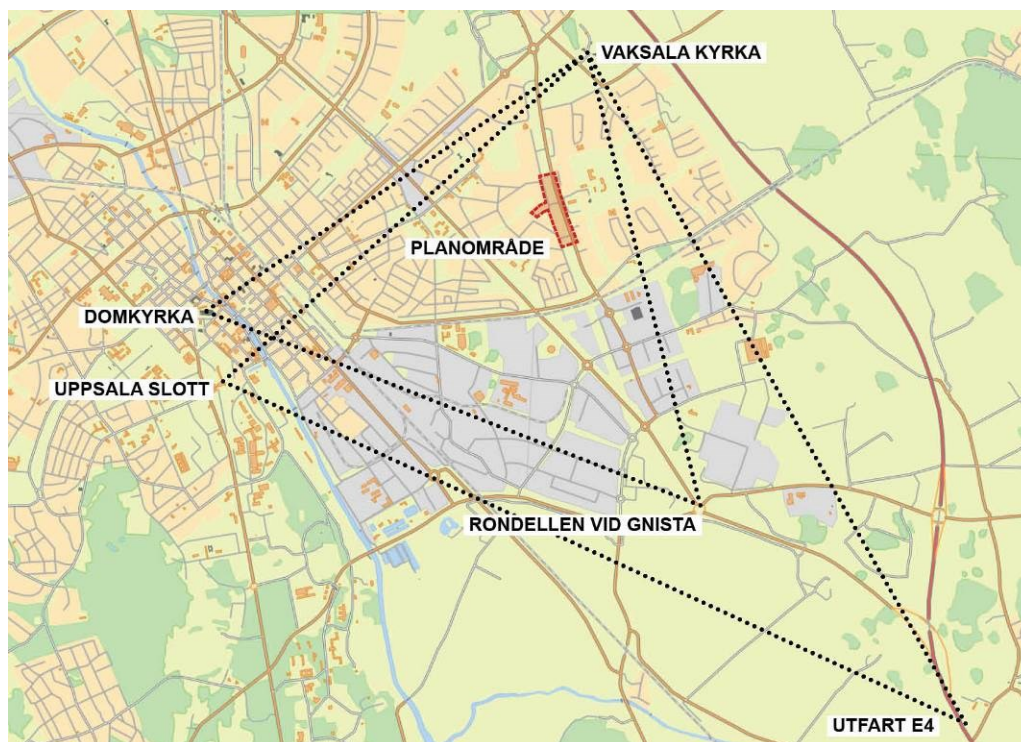 VAKSALA KYRKA
PLANOMRÅDE
DOMKYRKA
UPPSALA SLOTT
RONDELLEN VID GNISTA
UTFART E4